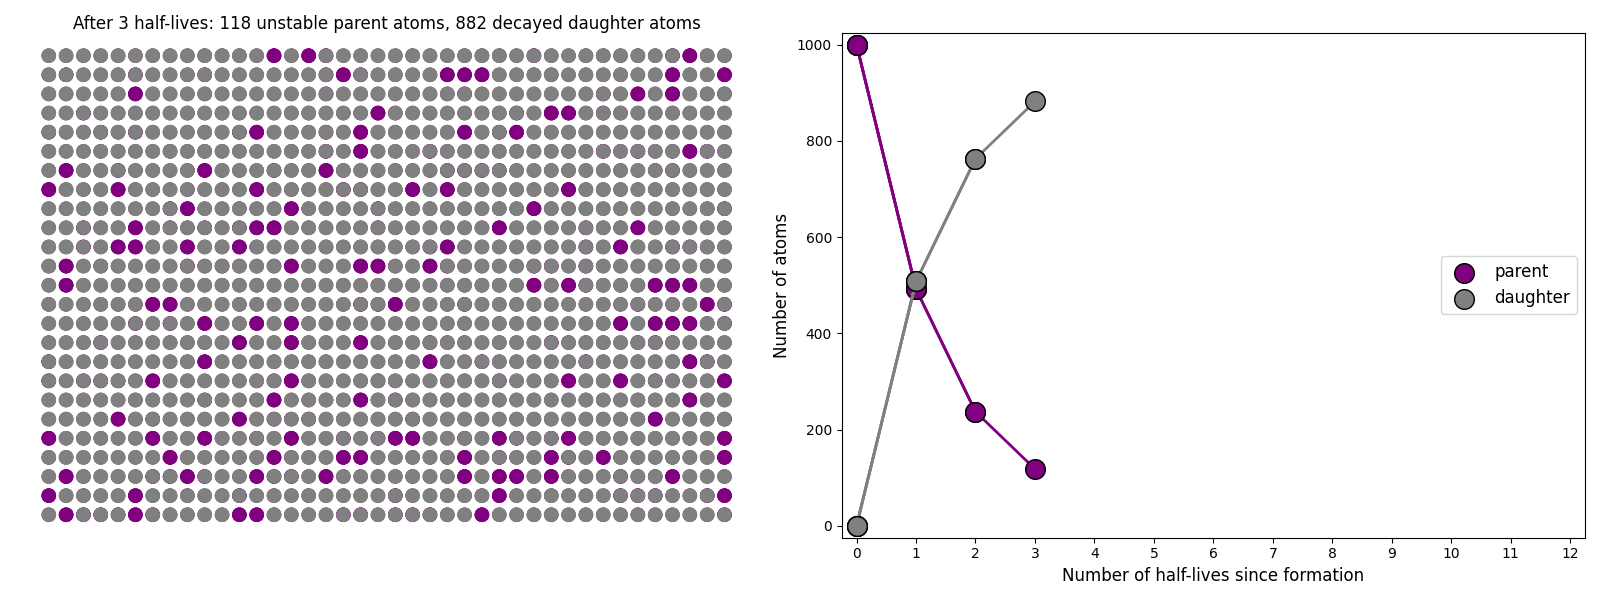 After 3 half-lives: 118 unstable parent atoms, 882 decayed daughter atoms
1000
800
600
400
200
0
Number of atoms
parent
daughter
0 1 2 3 4 5 6 7 8 9 10 11 12
Number of half-lives since formation